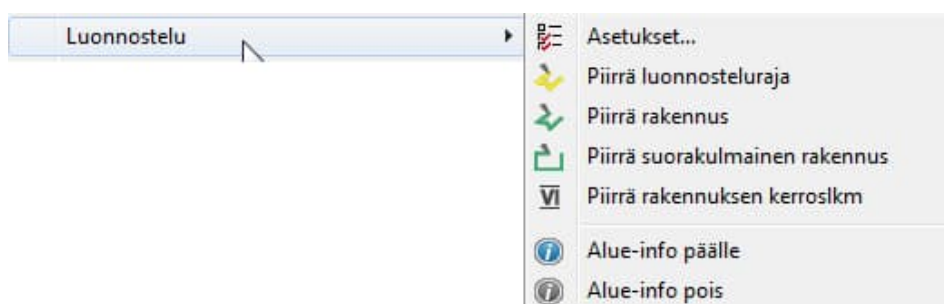 Luonnostelu
Asetukset...
Piirrä luonnosteluraja
Piirrä rakennus
Piirrä suorakulmainen rakennus
VI
Piirrä rakennuksen kerroslkm
Alue-info päälle
Alue-info pois